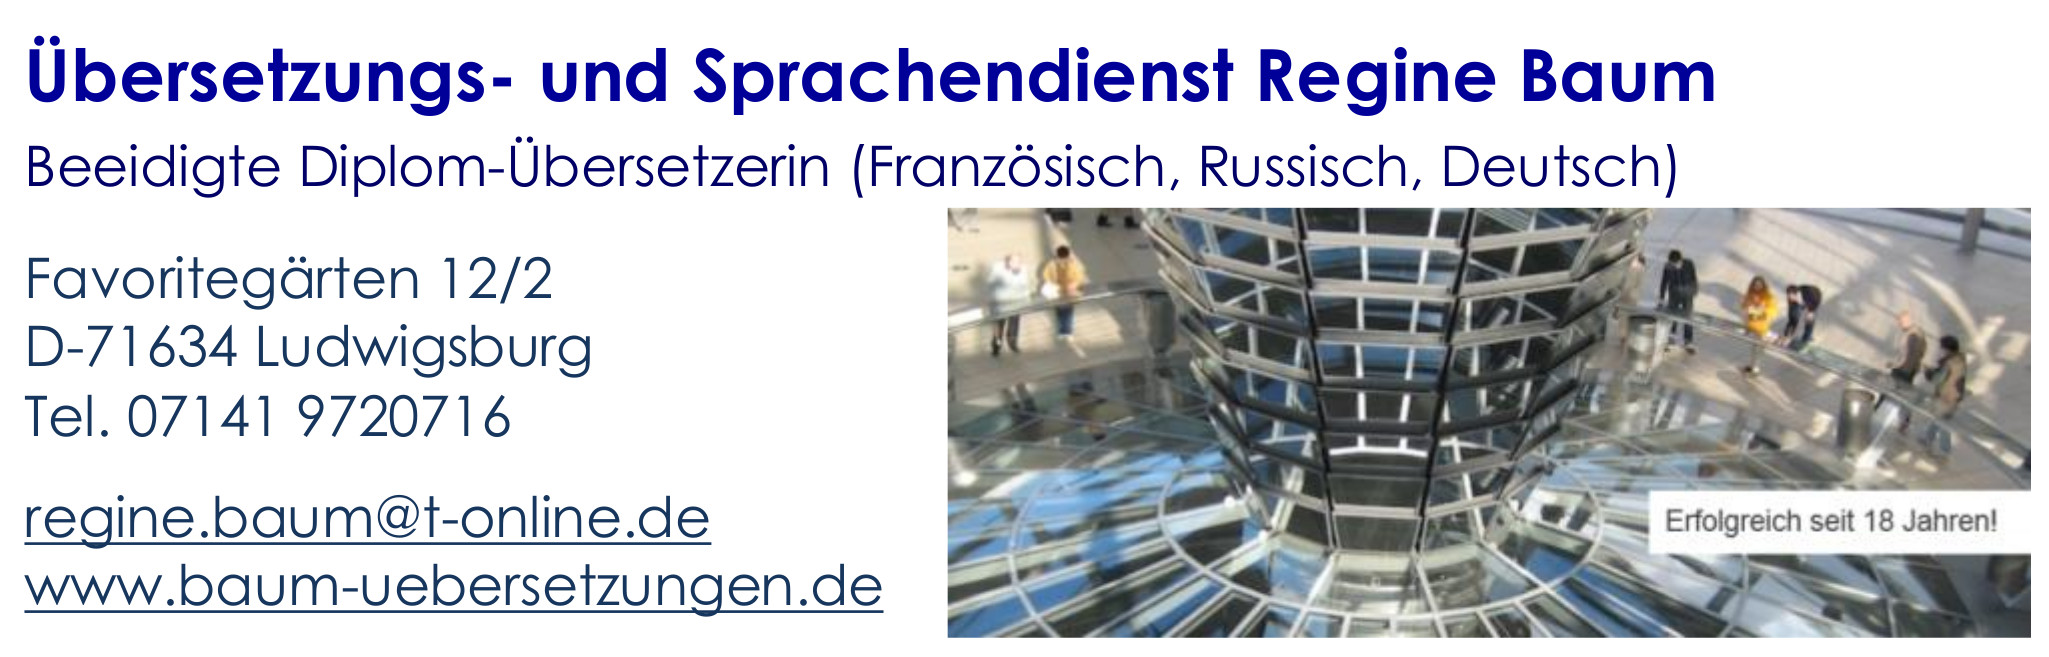 Übersetzungs- und Sprachendienst Regine Baum
Beeidigte Diplom-Übersetzerin (Französisch, Russisch, Deutsch)
Favoritegärten 12/2
D-71634 Ludwigsburg
Tel. 07141 9720716
regine.baum@t-online.de
www.baum-uebersetzungen.de
Erfolgreich seit 18 Jahren!